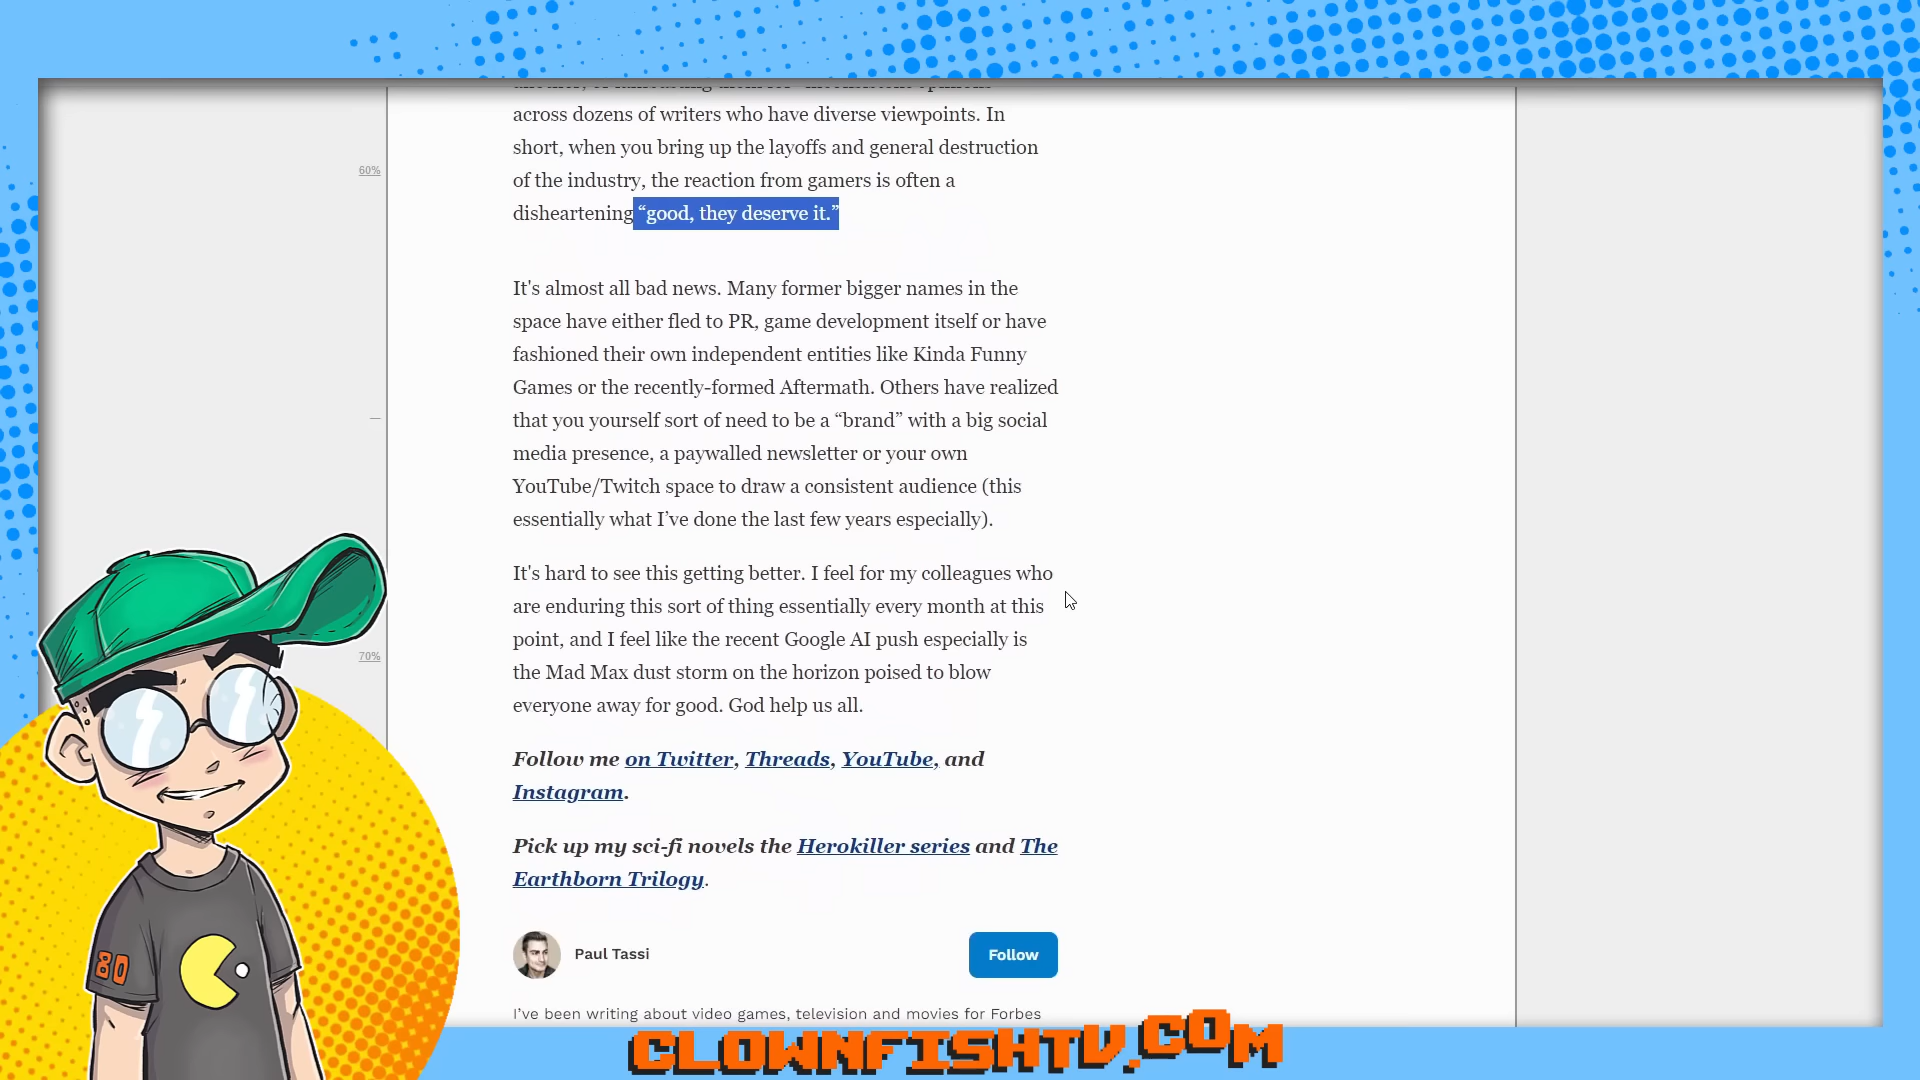 across dozens of writers who have diverse viewpoints. In
short, when you bring up the layoffs and general destruction
60%
of the industry, the reaction from gamers is often a
disheartening “good, they deserve it.”
It's almost all bad news. Many former bigger names in the
space have either fled to PR, game development itself or have
fashioned their own independent entities like Kinda Funny
Games or the recently-formed Aftermath. Others have realized
that you yourself sort of need to be a “brand” with a big social
media presence, a paywalled newsletter or your own
YouTube/Twitch space to draw a consistent audience (this
essentially what I’ve done the last few years especially).
It's hard to see this getting better. I feel for my colleagues who
are enduring this sort of thing essentially every month at this
point, and I feel like the recent Google AI push especially is
70%
the Mad Max dust storm on the horizon poised to blow
everyone away for good. God help us all.
Follow me on Twitter, Threads, YouTube, and
Instagram.
Pick up my sci-fi novels the Herokiller series and The
Earthborn Trilogy.
Paul Tassi
Follow
I’ve been writing about video games, television and movies for Forbes
80
CLOWNFISHTV.COM